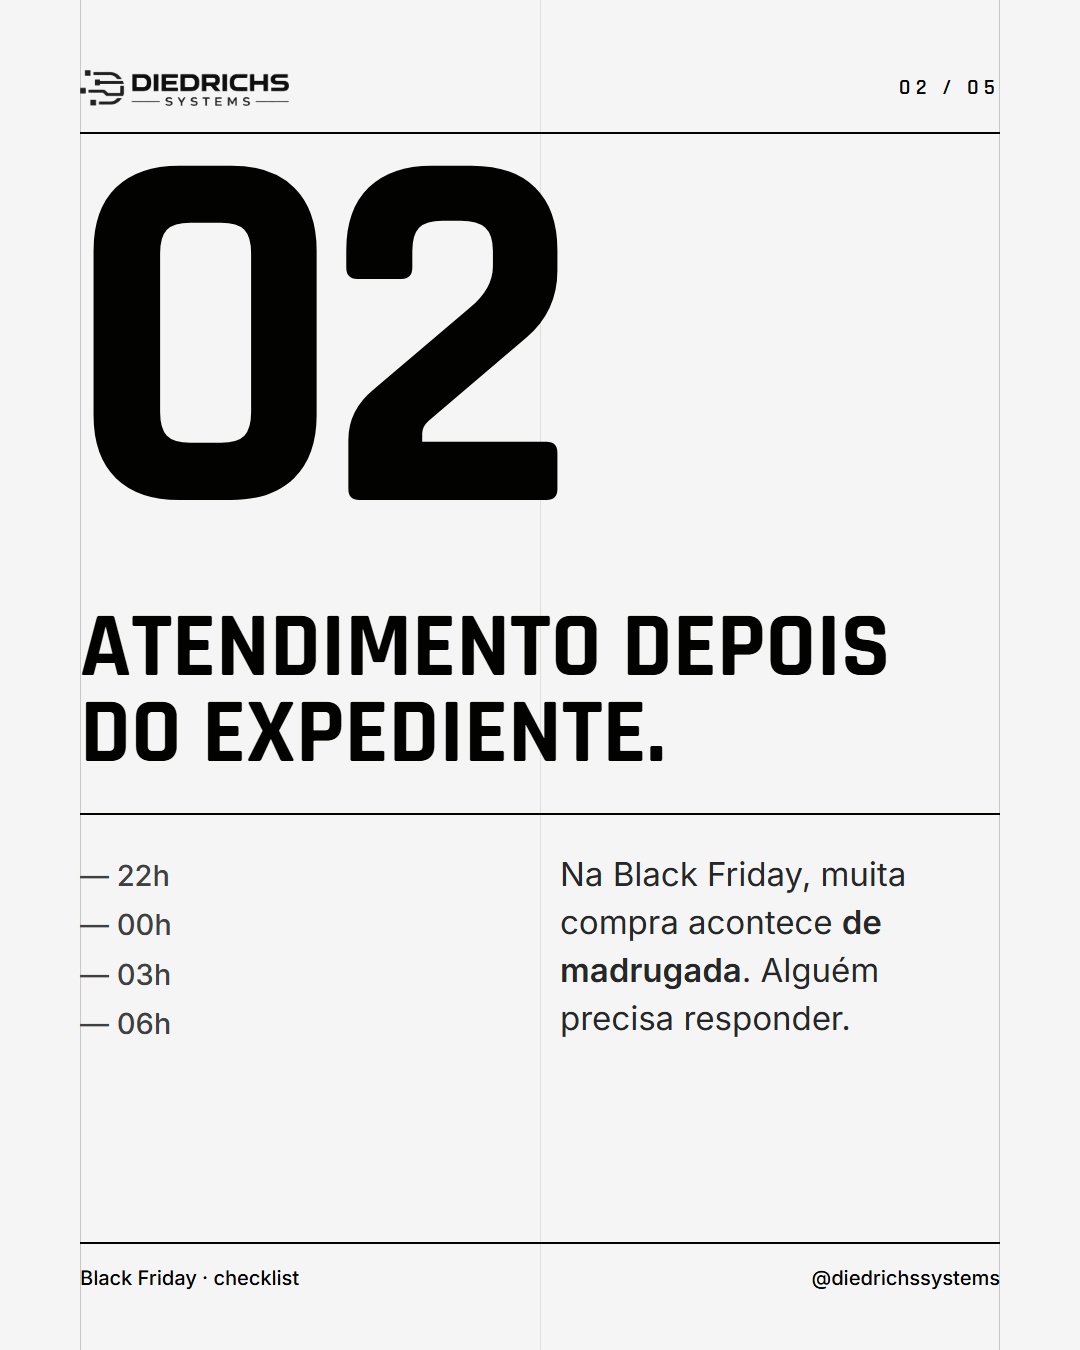 DIEDRICHS
SYSTEMS
02 / 05
02
ATENDIMENTO DEPOIS
DO EXPEDIENTE.
— 22h
— 00h
— 03h
— 06h
Na Black Friday, muita
compra acontece de
madrugada. Alguém
precisa responder.
Black Friday · checklist
@diedrichssystems